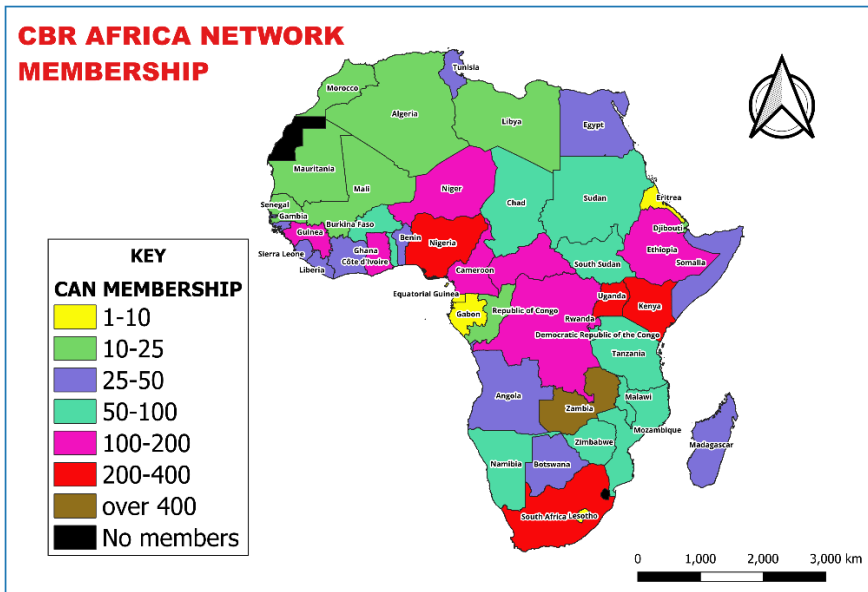 CBR AFRICA NETWORK
MEMBERSHIP
Tunisia
Morocco
Algeria
Libya
Egypt
Mauritania
Mali
Niger
Chad
Sudan
Eritrea
Senegal
Gambia
Burkina Faso
Djibouti
Guinea
Benin
Nigeria
Ethiopia
Ghana
Sierra Leone
Côte d'Ivoire
South Sudan
Somalia
Liberia
Cameroon
Equatorial Guinea
Uganda
Kenya
Gabon
Republic of Congo
Rwanda
Democratic Republic of the Congo
Tanzania
Angola
Malawi
Zambia
Mozambique
Zimbabwe
Madagascar
Namibia
Botswana
South Africa
Lesotho
KEY
CAN MEMBERSHIP
1-10
10-25
25-50
50-100
100-200
200-400
over 400
No members
0 1,000 2,000 3,000 km